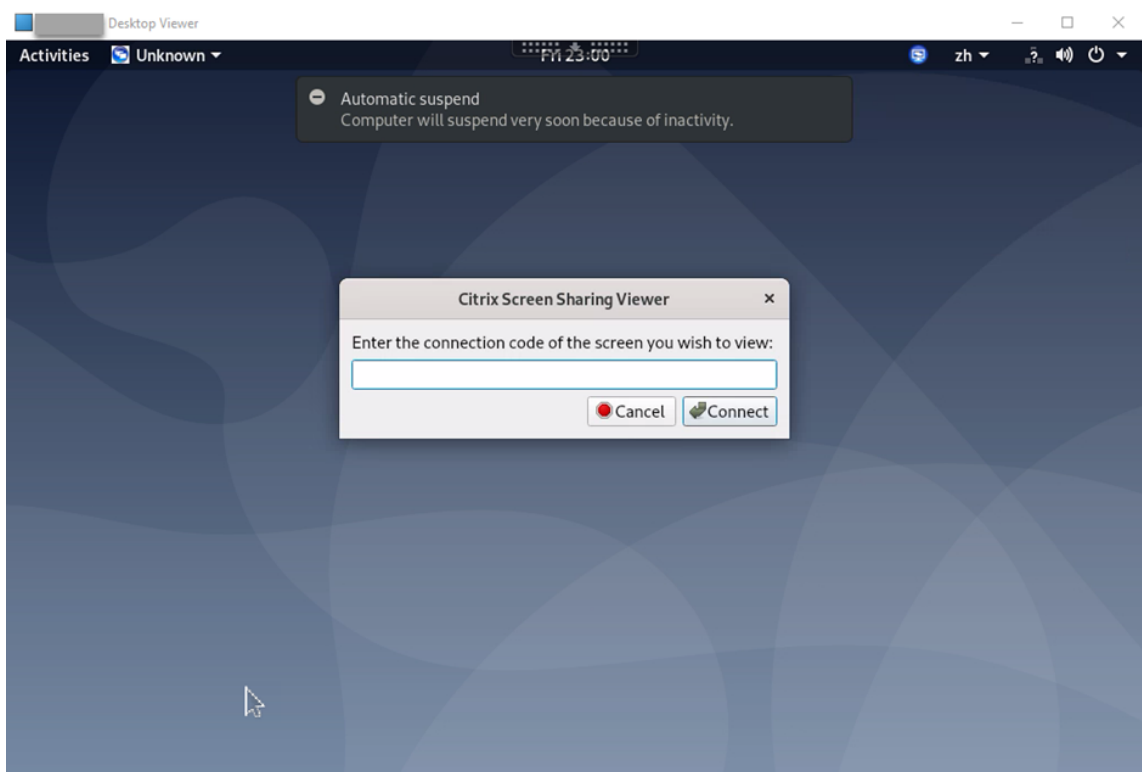 Desktop Viewer
Activities Unknown Fri 23:00 zh ?
Automatic suspend
Computer will suspend very soon because of inactivity.
Citrix Screen Sharing Viewer
Enter the connection code of the screen you wish to view:
Cancel Connect